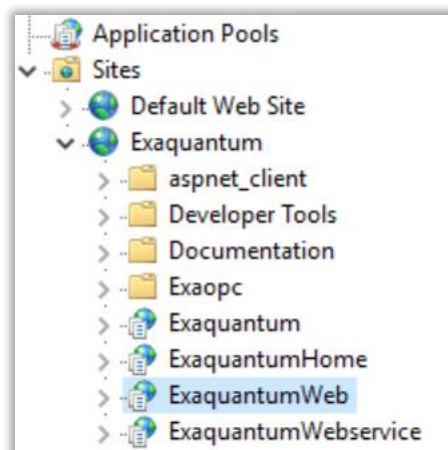 Application Pools
Sites
Default Web Site
Exaquantum
aspnet_client
Developer Tools
Documentation
Exaopc
Exaquantum
ExaquantumHome
ExaquantumWeb
ExaquantumWebservice